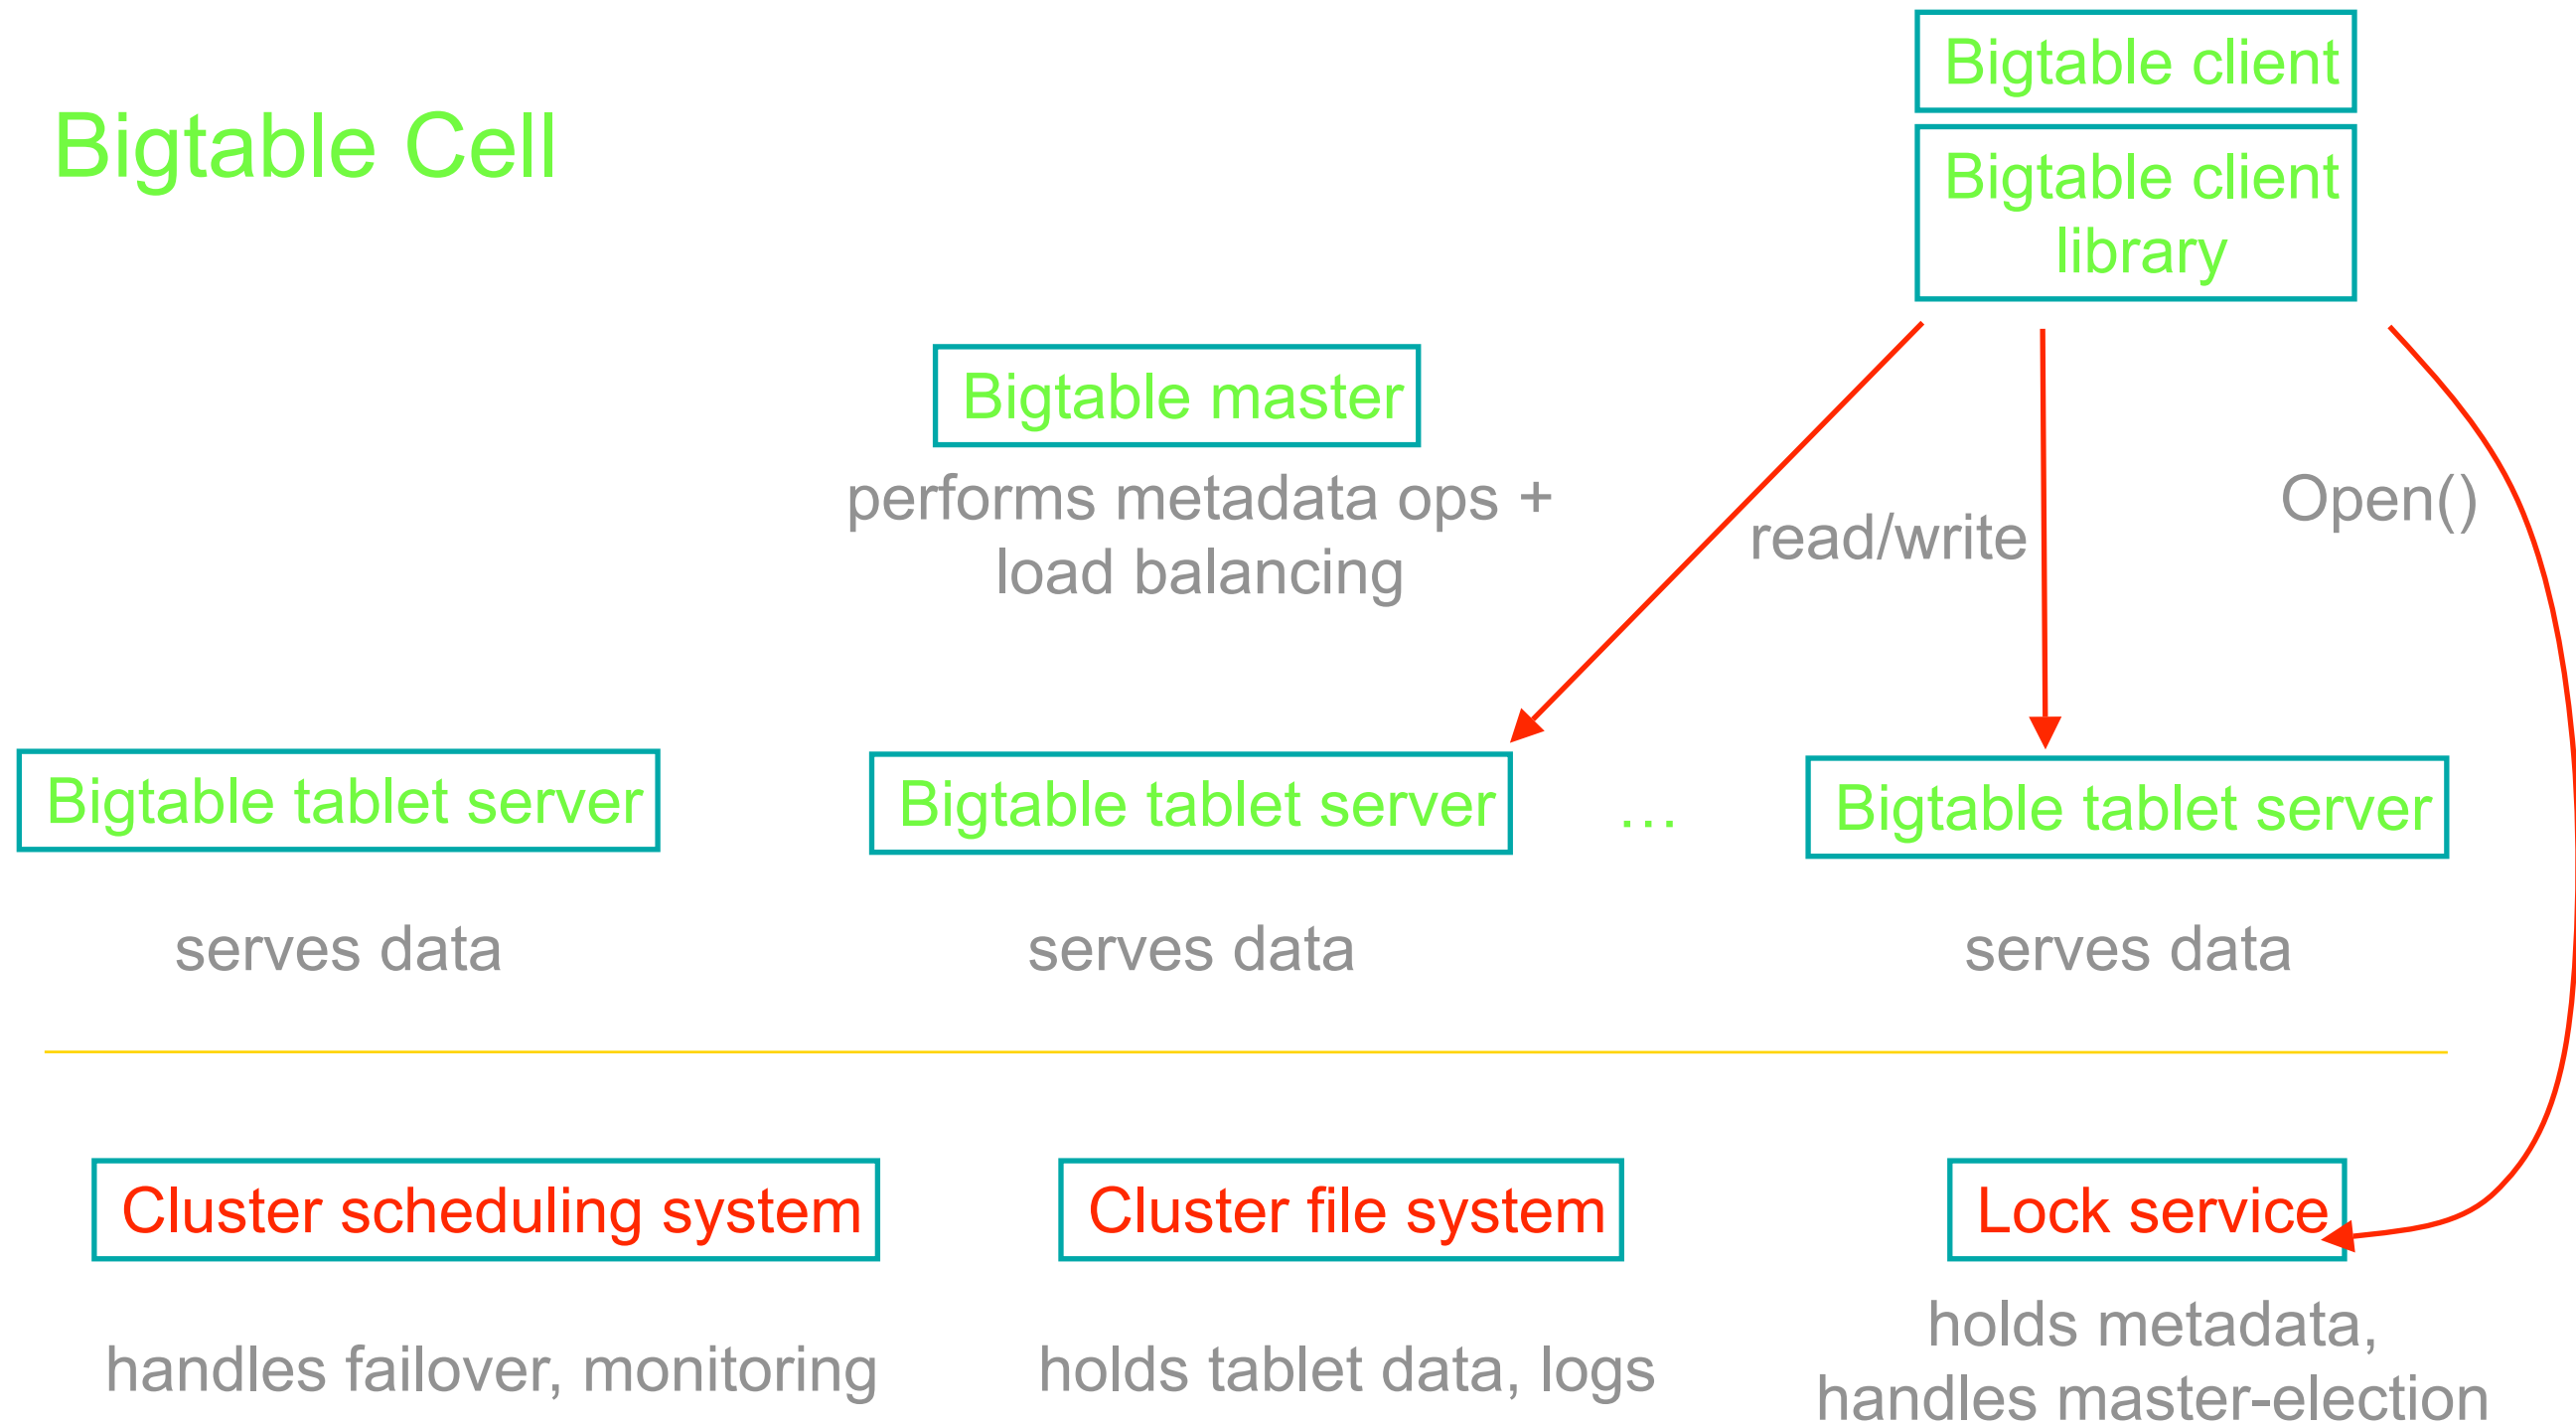 Bigtable Cell
Bigtable client
Bigtable client
library
Bigtable master
performs metadata ops +
load balancing
read/write
Open()
Bigtable tablet server
Bigtable tablet server
…
Bigtable tablet server
serves data
serves data
serves data
Cluster scheduling system
Cluster file system
Lock service
handles failover, monitoring
holds tablet data, logs
holds metadata,
handles master-election